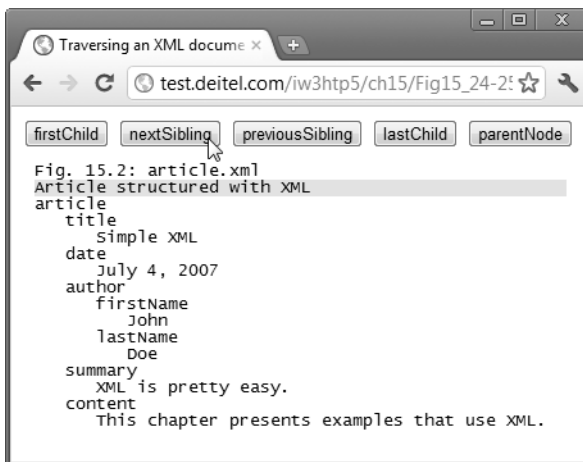 Traversing an XML docume ×
test.deitel.com/iw3htp5/ch15/Fig15_24-25
firstChild nextSibling previousSibling lastChild parentNode
Fig. 15.2: article.xml
Article structured with XML
article
title
Simple XML
date
July 4, 2007
author
firstName
John
lastName
Doe
summary
XML is pretty easy.
content
This chapter presents examples that use XML.